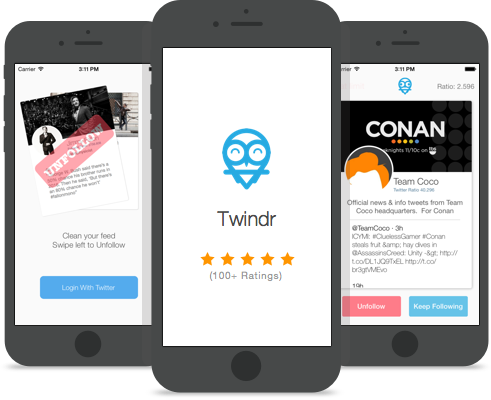 Carrier 3:11 PM
UNFOLLOW
Clean your feed
Swipe left to Unfollow
Login With Twitter
Twindr
(100+ Ratings)
Carrier 3:11 PM
Ratio: 2,596
CONAN
knights 11/10c on
Team Coco
Twitter Ratio 40,296
Official news & info tweets from Team
Coco headquarters. For Conan
@TeamCoco · 3h
ICYMI: #CluelessGamer #Conan
steals fruit &amp; hay dives in
@AssassinsCreed: Unity -&gt; http://
t.co/DL1JQ9TxEL http://t.co/
br3gtVMEvo
19h
Unfollow
Keep Following